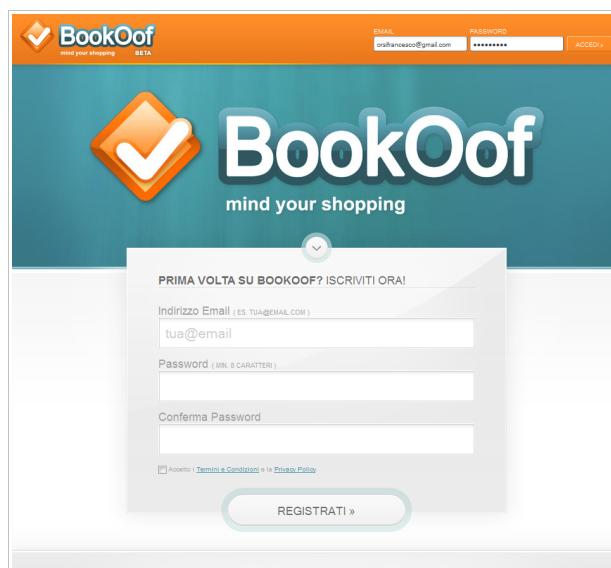 BookOof
mind your shopping BETA
EMAIL PASSWORD
orsifrancesco@gmail.com •••••••••
ACCEDI »
BookOof
mind your shopping
PRIMA VOLTA SU BOOKOOF? ISCRIVITI ORA!
Indirizzo Email ( ES. TUA@EMAIL.COM )
tua@email
Password ( MIN. 8 CARATTERI )
Conferma Password
Accetto i Termini e Condizioni e la Privacy Policy.
REGISTRATI »